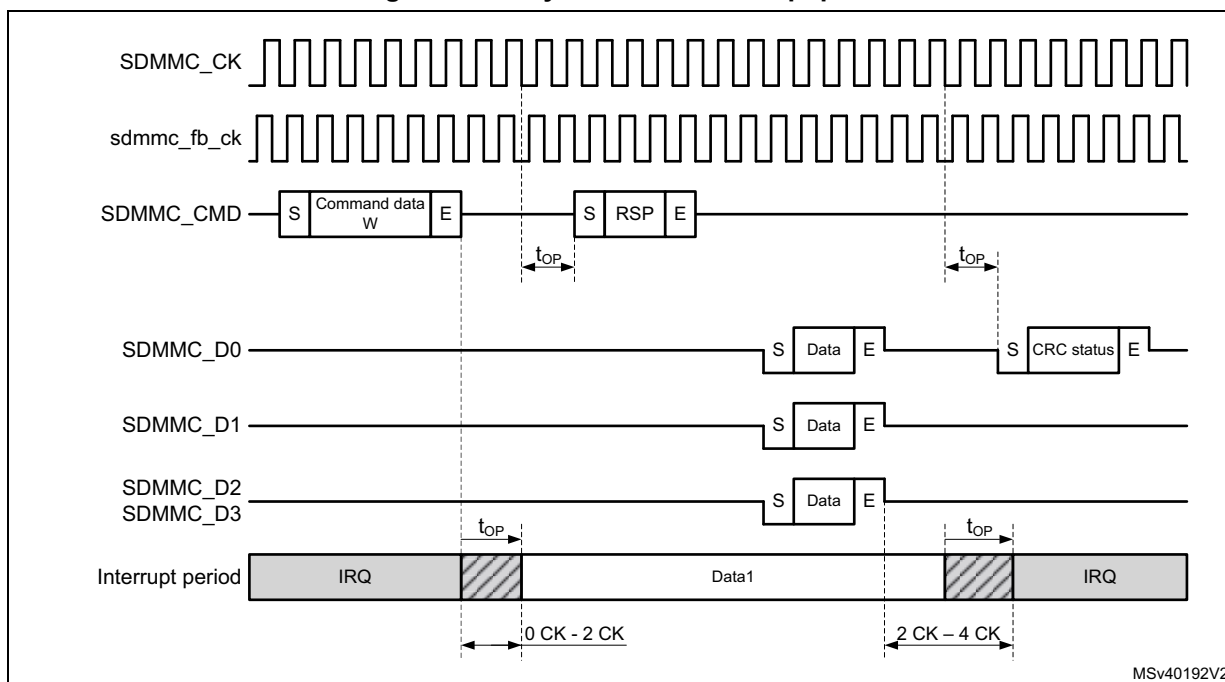 SDMMC_CK
sdmmc_fb_ck
SDMMC_CMD
S
Command data
W
E
S
RSP
E
tOP
tOP
SDMMC_D0
S
Data
E
S
CRC status
E
SDMMC_D1
S
Data
E
SDMMC_D2
SDMMC_D3
S
Data
E
tOP
tOP
Interrupt period
IRQ
Data1
IRQ
0 CK - 2 CK
2 CK – 4 CK
MSv40192V2